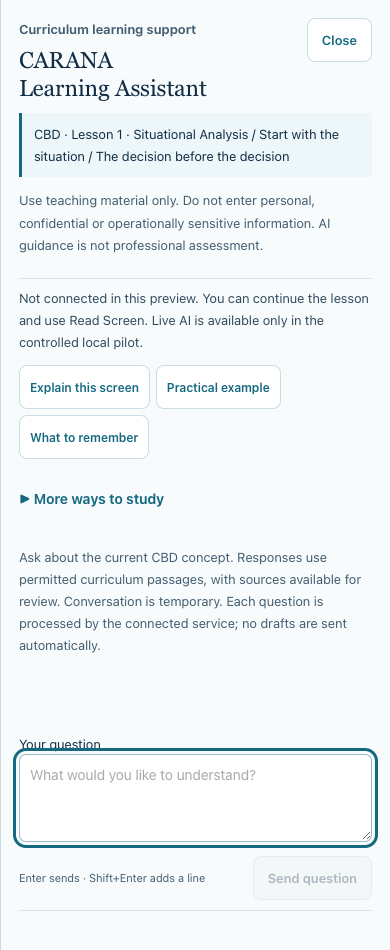 Curriculum learning support
Close
CARANA
Learning Assistant
CBD · Lesson 1 · Situational Analysis / Start with the
situation / The decision before the decision
Use teaching material only. Do not enter personal,
confidential or operationally sensitive information. AI
guidance is not professional assessment.
Not connected in this preview. You can continue the lesson
and use Read Screen. Live AI is available only in the
controlled local pilot.
Explain this screen
Practical example
What to remember
More ways to study
Ask about the current CBD concept. Responses use
permitted curriculum passages, with sources available for
review. Conversation is temporary. Each question is
processed by the connected service; no drafts are sent
automatically.
Your question
What would you like to understand?
Enter sends · Shift+Enter adds a line
Send question